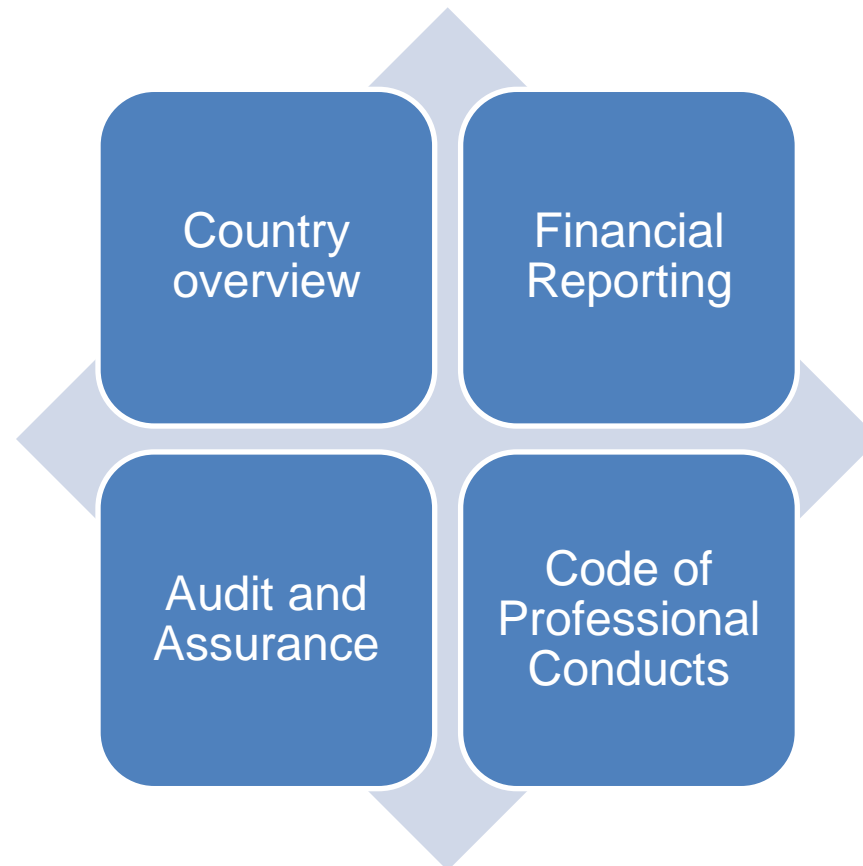 Country
overview
Financial
Reporting
Audit and
Assurance
Code of
Professional
Conducts